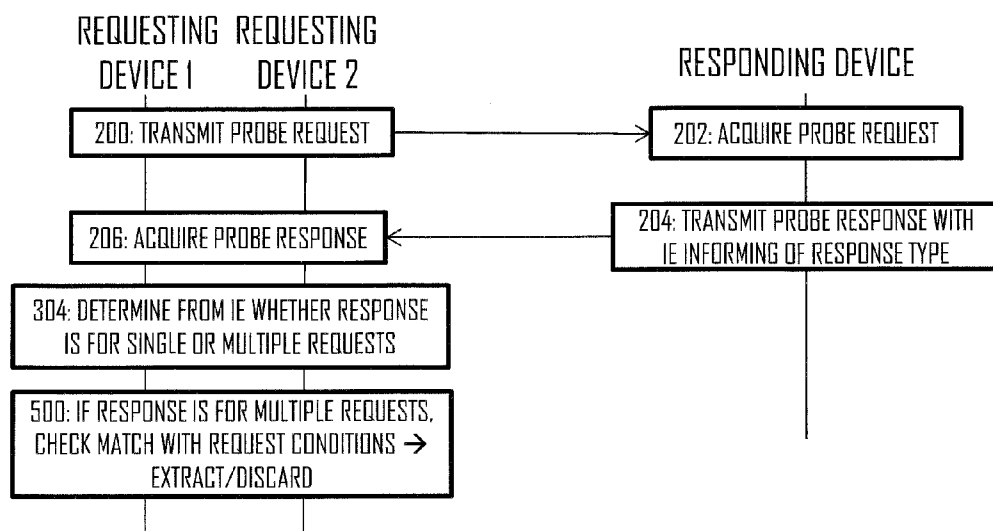 REQUESTING REQUESTING
DEVICE 1 DEVICE 2
RESPONDING DEVICE
200: TRANSMIT PROBE REQUEST
202: ACQUIRE PROBE REQUEST
204: TRANSMIT PROBE RESPONSE WITH
IE INFORMING OF RESPONSE TYPE
206: ACQUIRE PROBE RESPONSE
304: DETERMINE FROM IE WHETHER RESPONSE
IS FOR SINGLE OR MULTIPLE REQUESTS
500: IF RESPONSE IS FOR MULTIPLE REQUESTS,
CHECK MATCH WITH REQUEST CONDITIONS →
EXTRACT/DISCARD